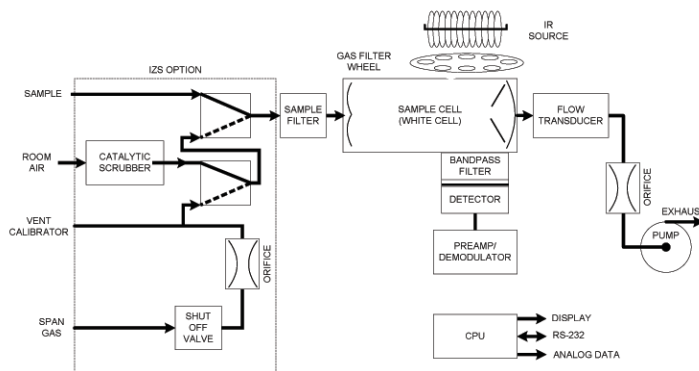 IR
SOURCE
GAS FILTER
WHEEL
IZS OPTION
SAMPLE
SAMPLE
FILTER
SAMPLE CELL
(WHITE CELL)
FLOW
TRANSDUCER
ROOM
AIR
CATALYTIC
SCRUBBER
BANDPASS
FILTER
DETECTOR
ORIFICE
EXHAUS
PUMP
VENT
CALIBRATOR
ORIFICE
PREAMP/
DEMODULATOR
SPAN
GAS
SHUT
OFF
VALVE
CPU
DISPLAY
RS-232
ANALOG DATA